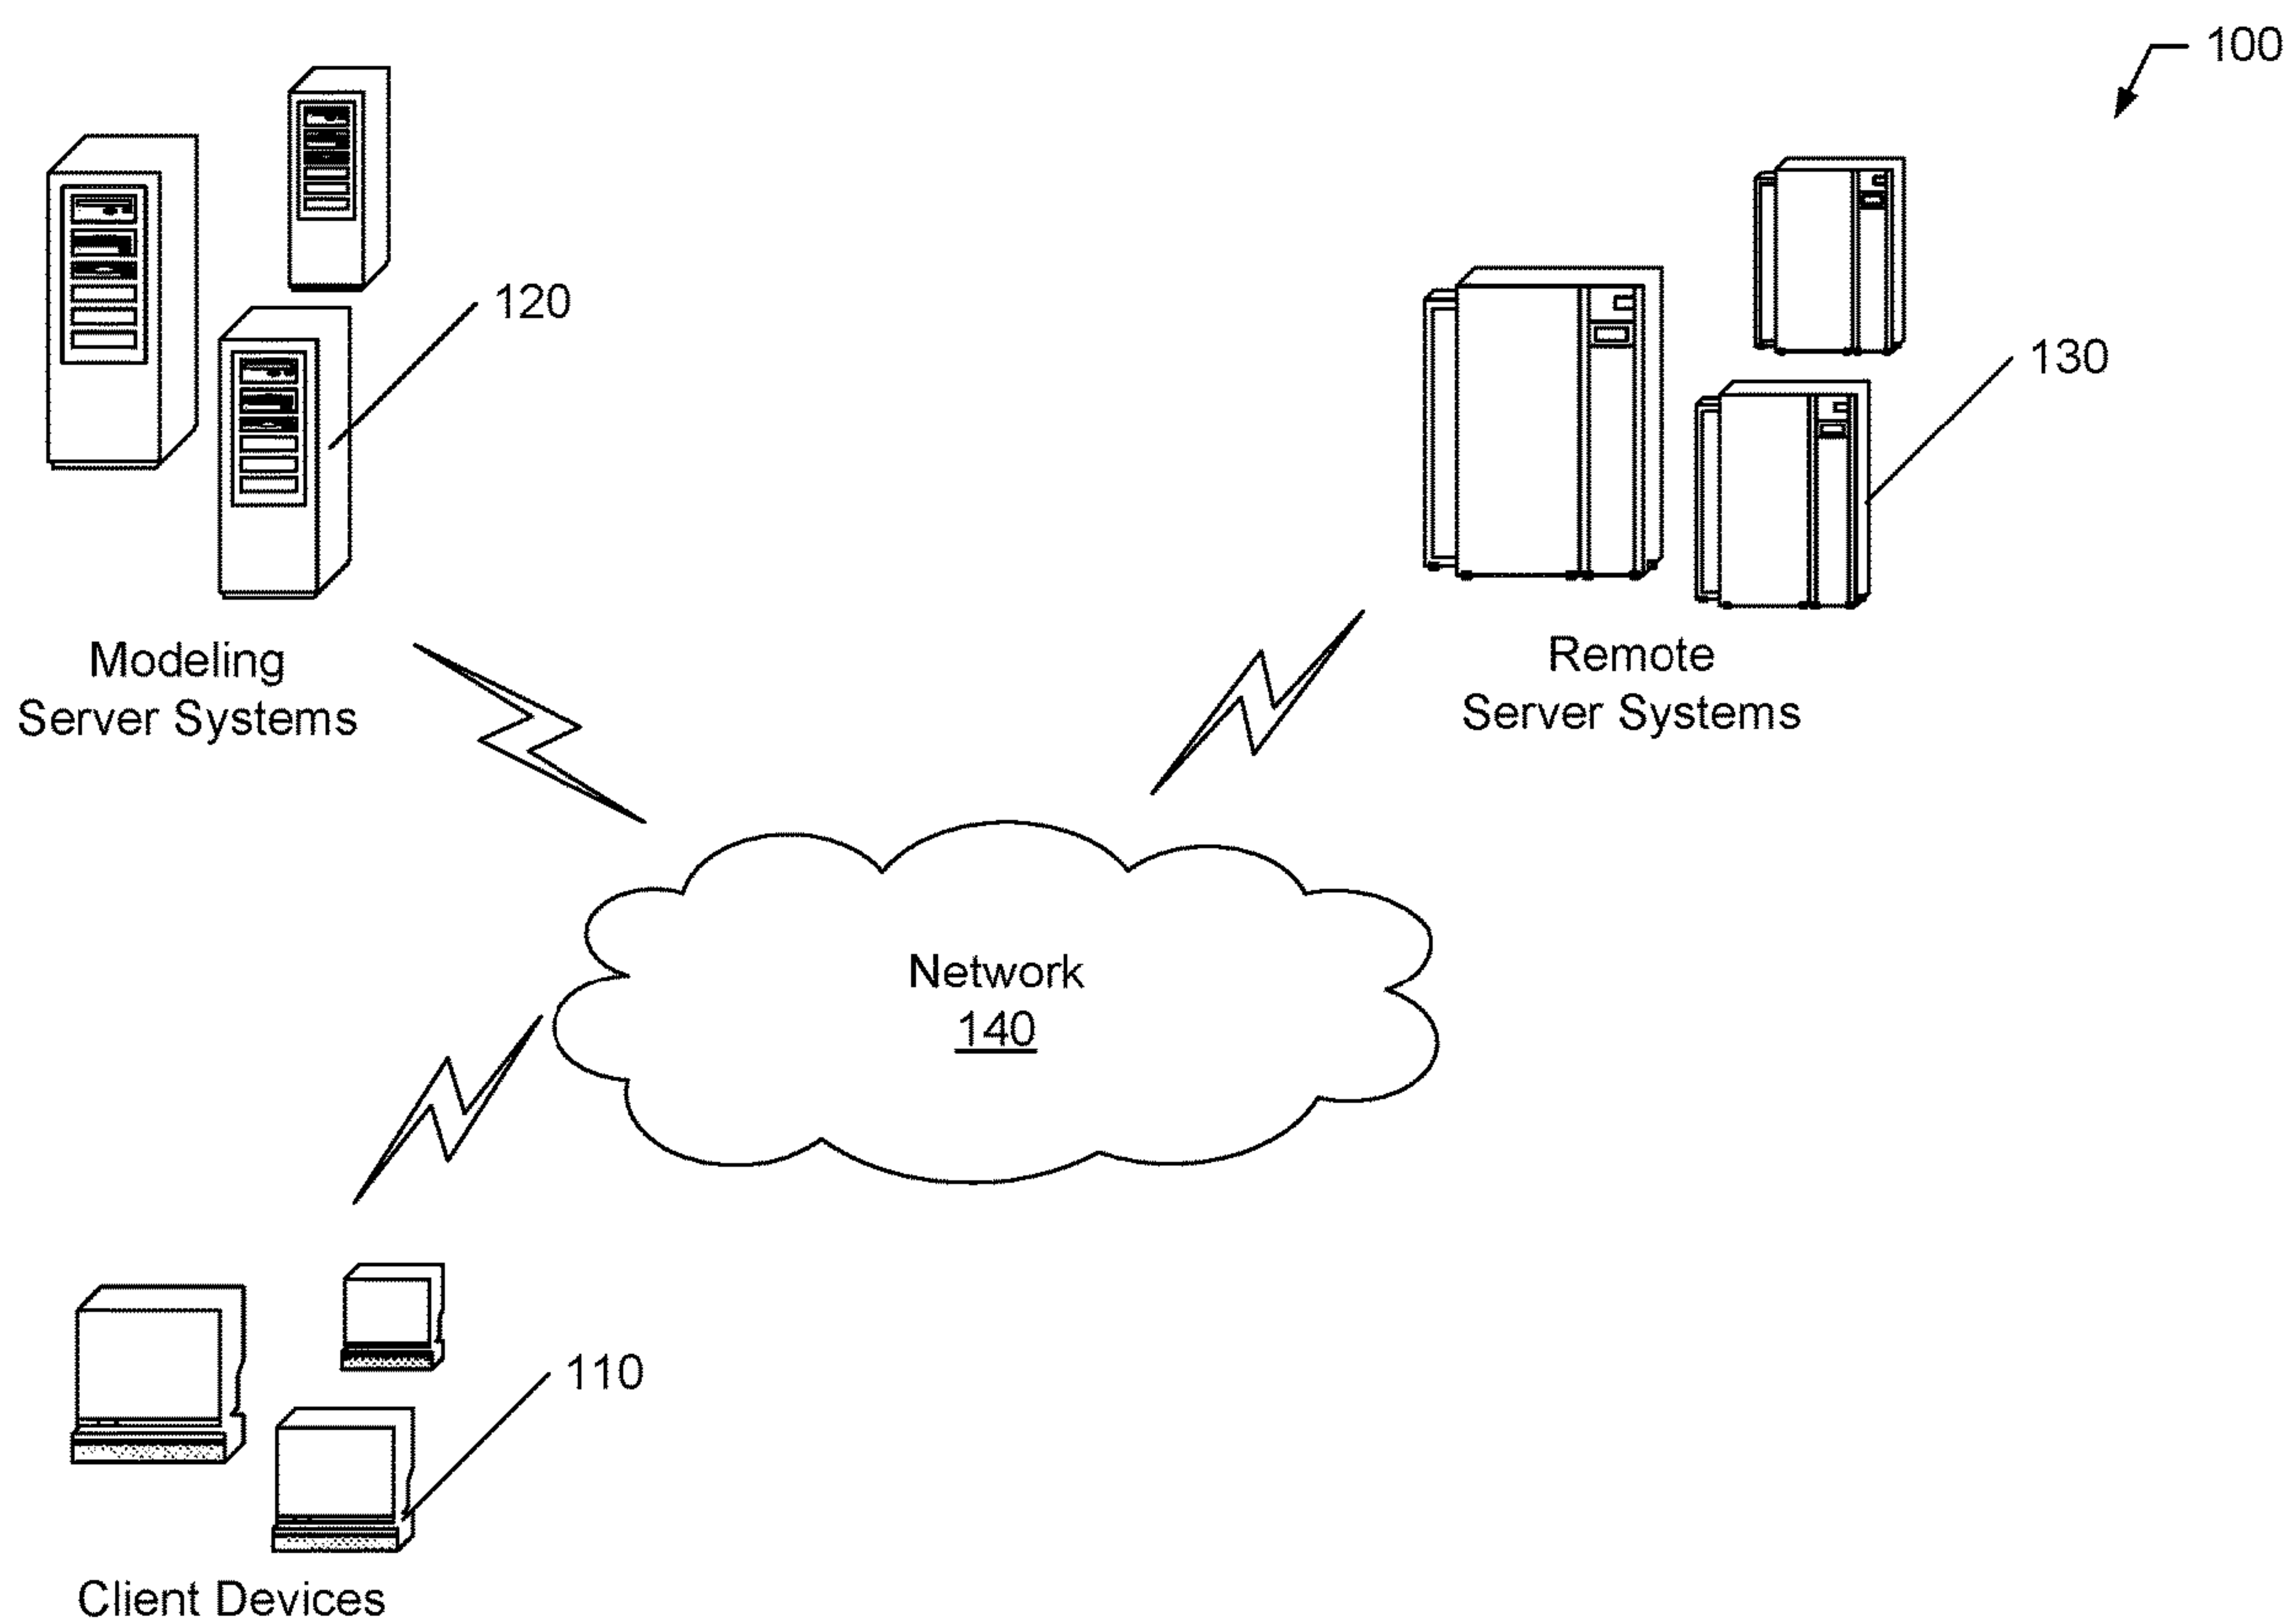 100
120
130
Modeling
Server Systems
Remote
Server Systems
Network
140
110
Client Devices